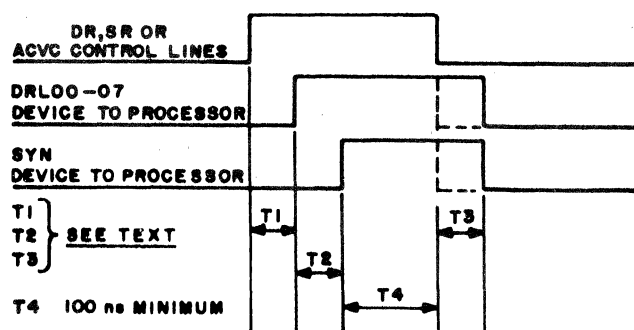 DR,SR OR
ACVC CONTROL LINES
DRL00-07
DEVICE TO PROCESSOR
SYN
DEVICE TO PROCESSOR
T1
T2
T3
SEE TEXT
T4 100 ns MINIMUM
T1
T2
T4
T3